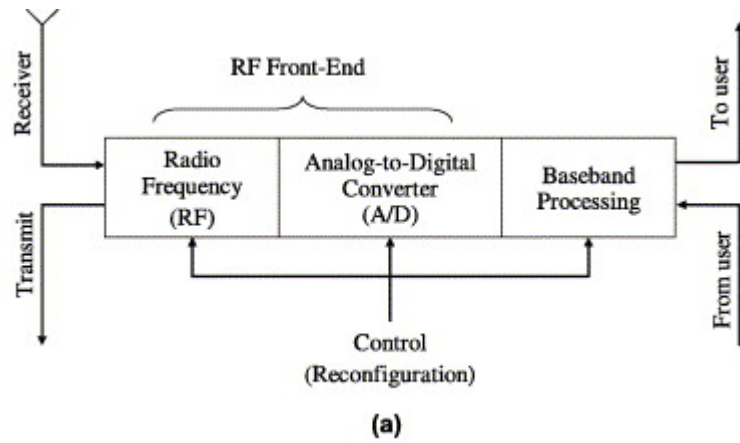 RF Front-End
Receiver
To user
Radio
Frequency
(RF)
Analog-to-Digital
Converter
(A/D)
Baseband
Processing
Transmit
From user
Control
(Reconfiguration)
(a)